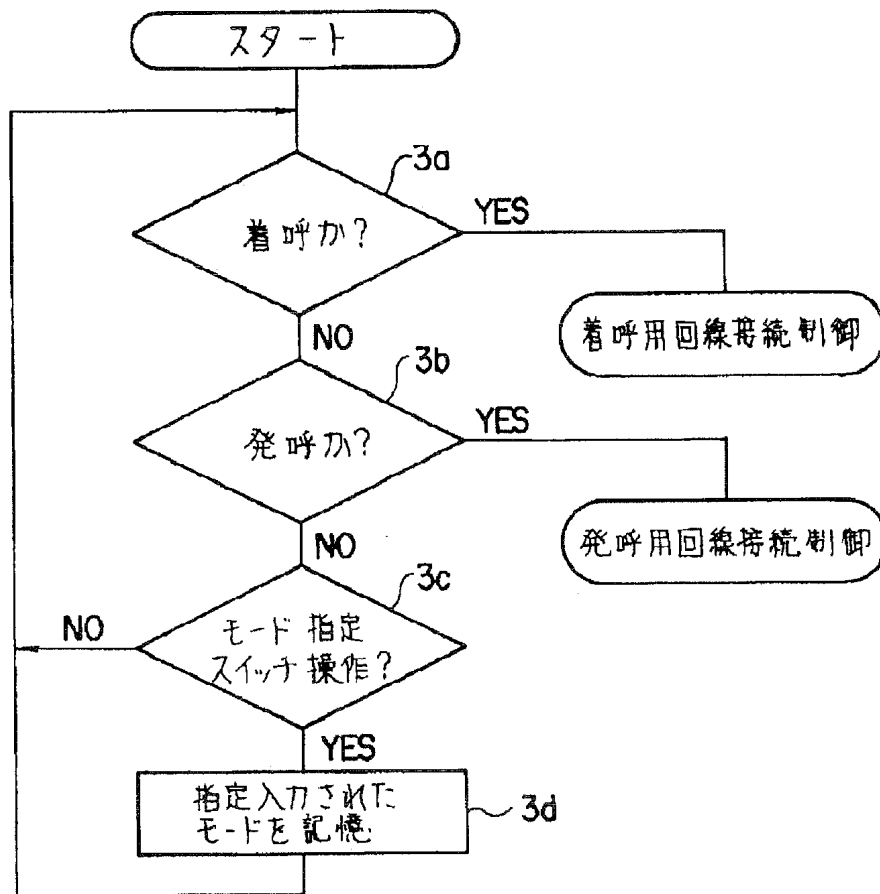 スタート
3a
着呼か?
YES
着呼用回線接続制御
NO
3b
発呼か?
YES
発呼用回線接続制御
NO
3c
モード指定
スイッチ操作?
NO
YES
指定入力された
モードを記憶
3d